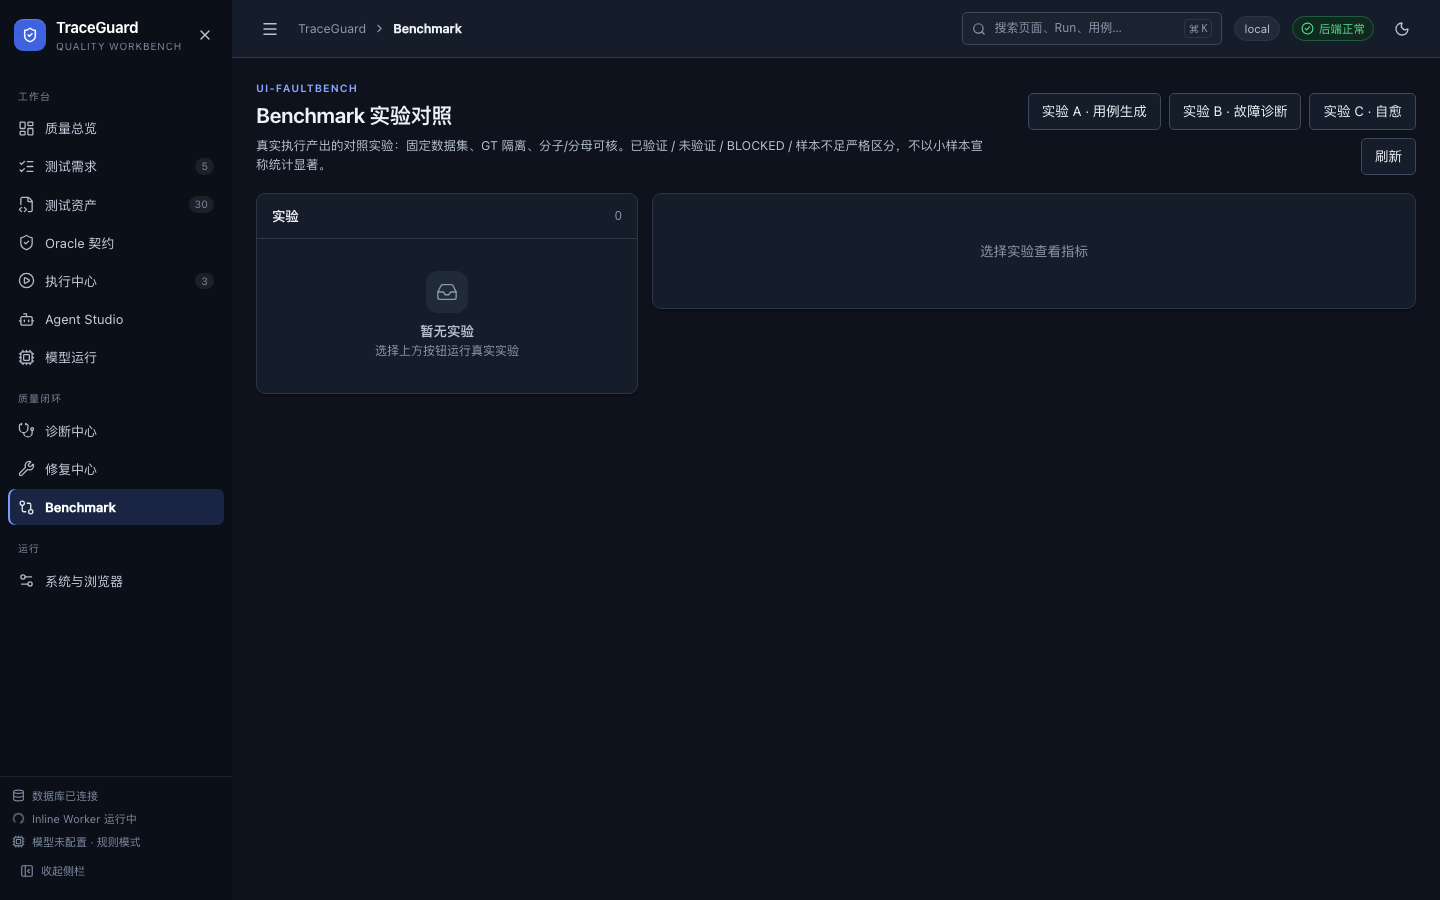 TraceGuard
QUALITY WORKBENCH
工作台
质量总览
测试需求 5
测试资产 30
Oracle 契约
执行中心 3
Agent Studio
模型运行
质量闭环
诊断中心
修复中心
Benchmark
运行
系统与浏览器
数据库已连接
Inline Worker 运行中
模型未配置 · 规则模式
收起侧栏
TraceGuard > Benchmark
搜索页面、Run、用例... ⌘ K
local
后端正常
UI-FAULTBENCH
Benchmark 实验对照
真实执行产出的对照实验：固定数据集、GT 隔离、分子/分母可核。已验证 / 未验证 / BLOCKED / 样本不足严格区分，不以小样本宣
称统计显著。
实验 A · 用例生成
实验 B · 故障诊断
实验 C · 自愈
刷新
实验 0
暂无实验
选择上方按钮运行真实实验
选择实验查看指标